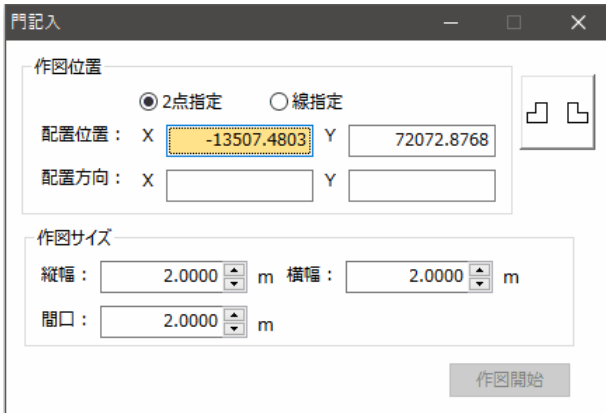 門記入
作図位置
2点指定 線指定
配置位置： X -13507.4803 Y 72072.8768
配置方向： X Y
作図サイズ
縦幅： 2.0000 m 横幅： 2.0000 m
間口： 2.0000 m
作図開始